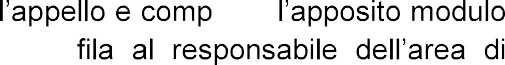 l'appello e comp l'apposito modulo
fila al responsabile dell'area di